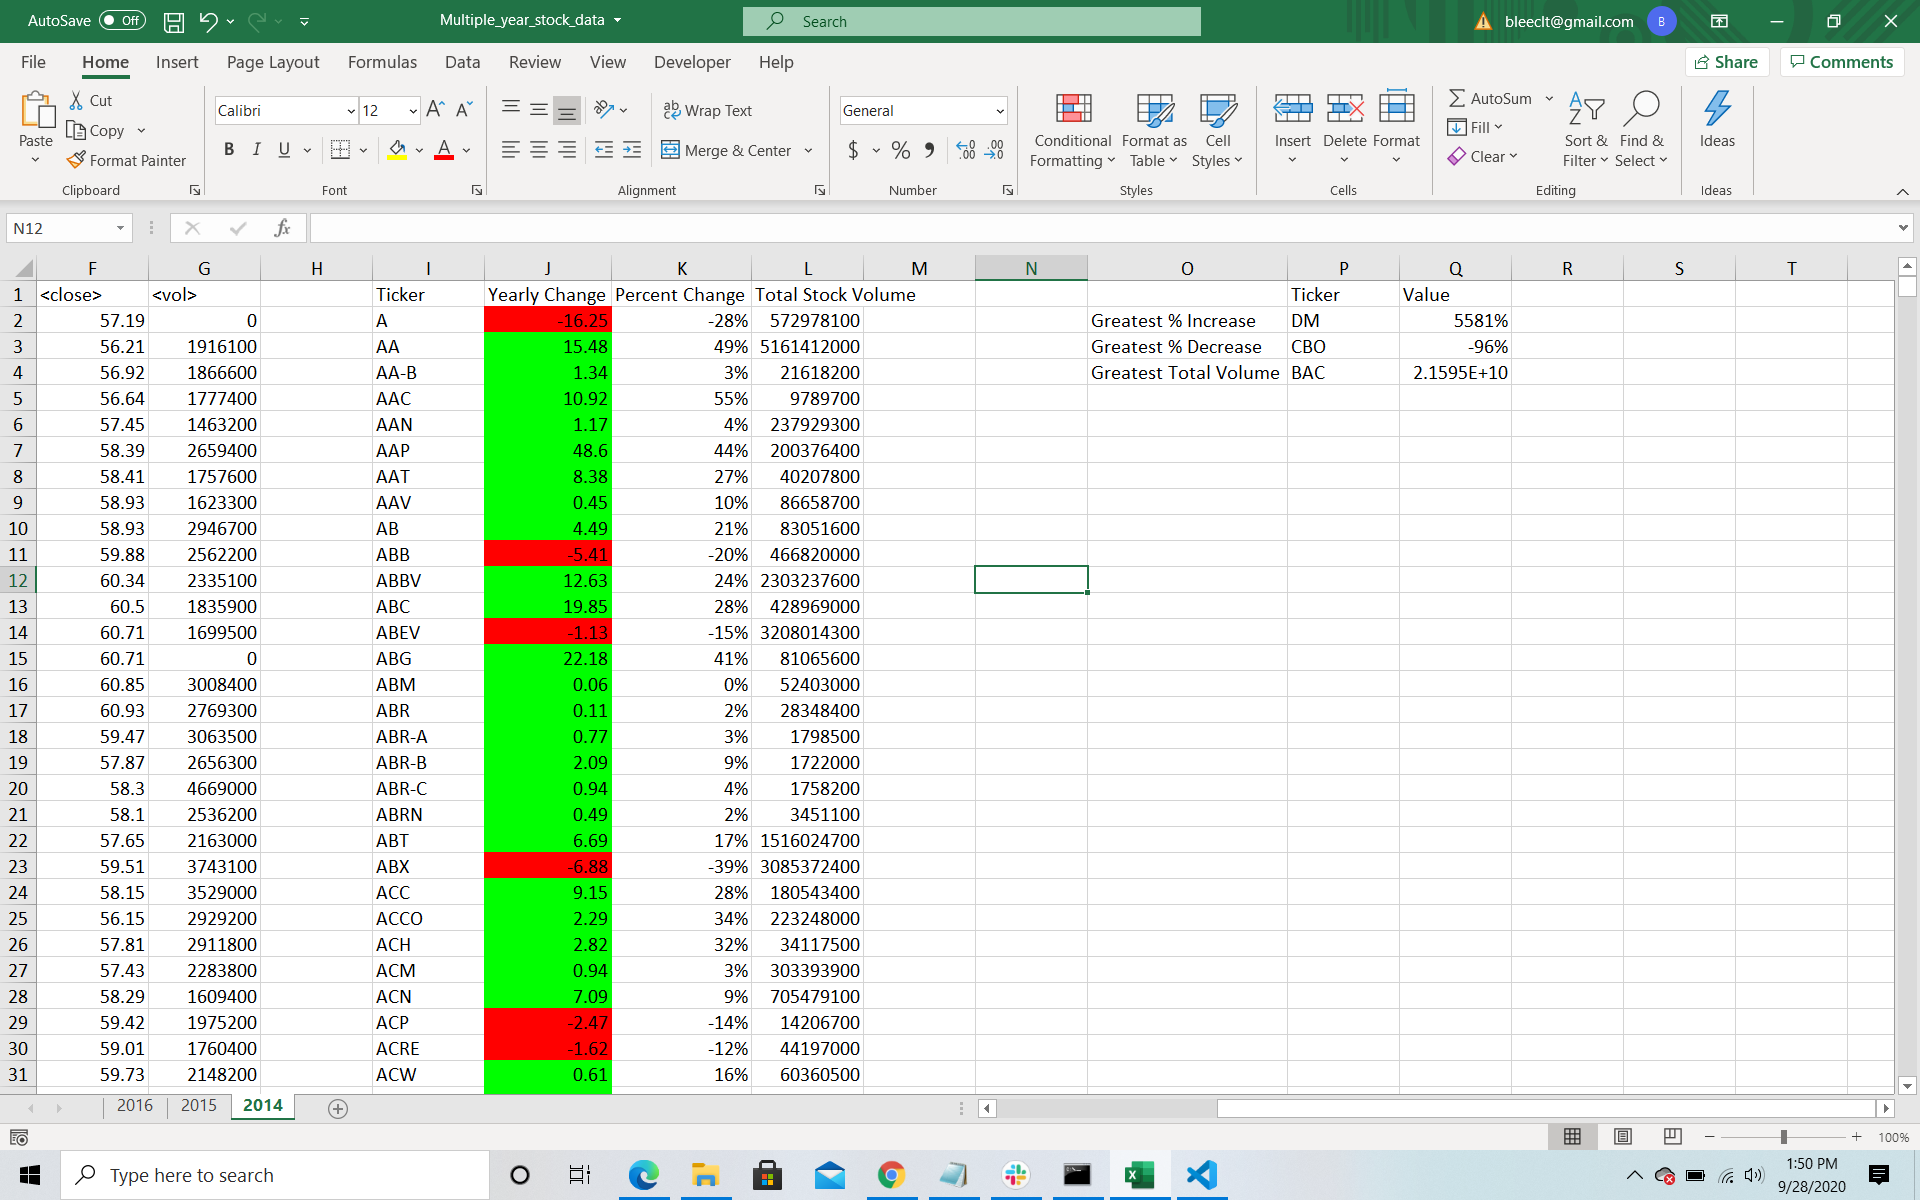 AutoSave Off Multiple_year_stock_data Search bleeclt@gmail.com B
File Home Insert Page Layout Formulas Data Review View Developer Help Share Comments
Paste Cut Copy Format Painter Clipboard
Calibri 12 B I U A Font
Wrap Text Merge & Center Alignment
General $ % Number
Conditional Formatting Format as Table Cell Styles Styles
Insert Delete Format Cells
AutoSum Fill Clear Sort & Filter Find & Select Editing
Ideas Ideas
N12 fx
F G H I J K L M N O P Q R S T
1 <close> <vol> Ticker Yearly Change Percent Change Total Stock Volume Ticker Value
2 57.19 0 A -16.25 -28% 572978100 Greatest % Increase DM 5581%
3 56.21 1916100 AA 15.48 49% 5161412000 Greatest % Decrease CBO -96%
4 56.92 1866600 AA-B 1.34 3% 21618200 Greatest Total Volume BAC 2.1595E+10
5 56.64 1777400 AAC 10.92 55% 9789700
6 57.45 1463200 AAN 1.17 4% 237929300
7 58.39 2659400 AAP 48.6 44% 200376400
8 58.41 1757600 AAT 8.38 27% 40207800
9 58.93 1623300 AAV 0.45 10% 86658700
10 58.93 2946700 AB 4.49 21% 83051600
11 59.88 2562200 ABB -5.41 -20% 466820000
12 60.34 2335100 ABBV 12.63 24% 2303237600
13 60.5 1835900 ABC 19.85 28% 428969000
14 60.71 1699500 ABEV -1.13 -15% 3208014300
15 60.71 0 ABG 22.18 41% 81065600
16 60.85 3008400 ABM 0.06 0% 52403000
17 60.93 2769300 ABR 0.11 2% 28348400
18 59.47 3063500 ABR-A 0.77 3% 1798500
19 57.87 2656300 ABR-B 2.09 9% 1722000
20 58.3 4669000 ABR-C 0.94 4% 1758200
21 58.1 2536200 ABRN 0.49 2% 3451100
22 57.65 2163000 ABT 6.69 17% 1516024700
23 59.51 3743100 ABX -6.88 -39% 3085372400
24 58.15 3529000 ACC 9.15 28% 180543400
25 56.15 2929200 ACCO 2.29 34% 223248000
26 57.81 2911800 ACH 2.82 32% 34117500
27 57.43 2283800 ACM 0.94 3% 303393900
28 58.29 1609400 ACN 7.09 9% 705479100
29 59.42 1975200 ACP -2.47 -14% 14206700
30 59.01 1760400 ACRE -1.62 -12% 44197000
31 59.73 2148200 ACW 0.61 16% 60360500
2016 2015 2014
100%
Type here to search 1:50 PM
9/28/2020